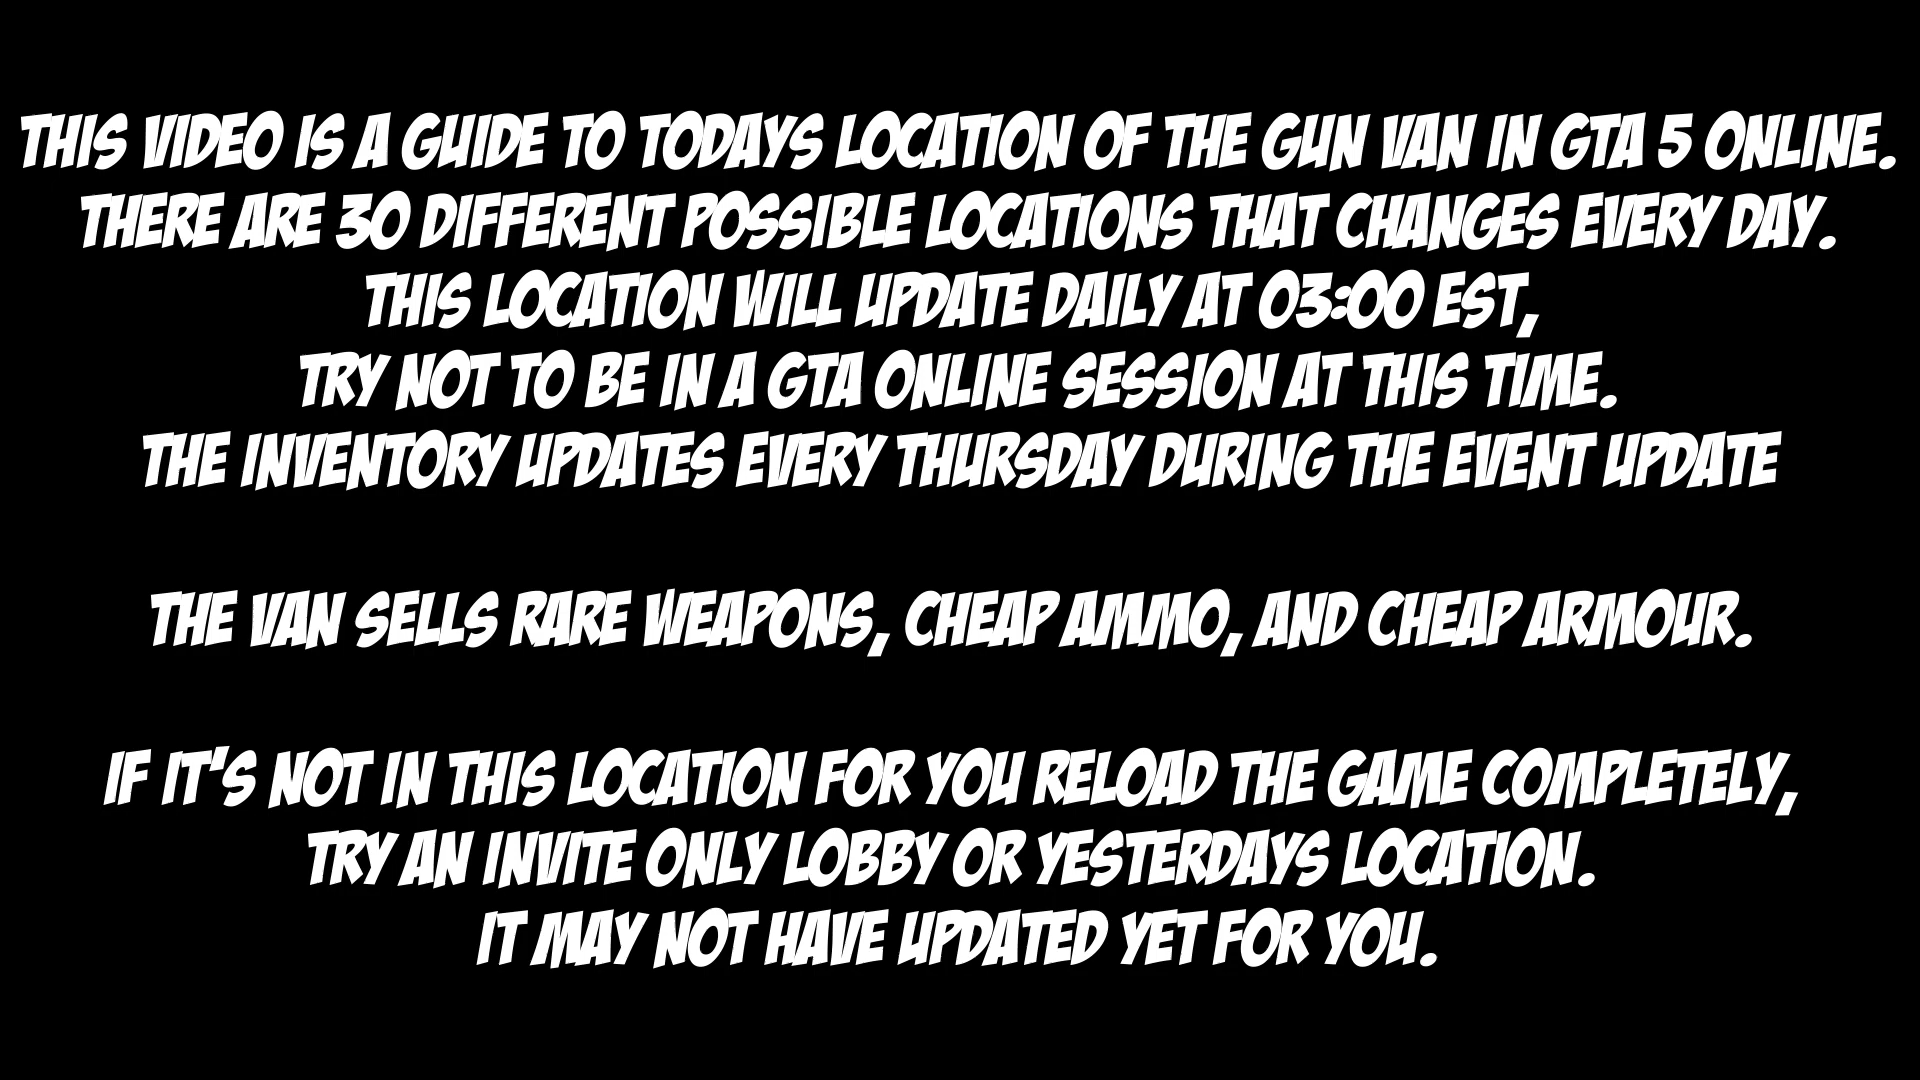 THIS VIDEO IS A GUIDE TO TODAYS LOCATION OF THE GUN VAN IN GTA 5 ONLINE.
THERE ARE 30 DIFFERENT POSSIBLE LOCATIONS THAT CHANGES EVERY DAY.
THIS LOCATION WILL UPDATE DAILY AT 03:00 EST,
TRY NOT TO BE IN A GTA ONLINE SESSION AT THIS TIME.
THE INVENTORY UPDATES EVERY THURSDAY DURING THE EVENT UPDATE
THE VAN SELLS RARE WEAPONS, CHEAP AMMO, AND CHEAP ARMOUR.
IF IT'S NOT IN THIS LOCATION FOR YOU RELOAD THE GAME COMPLETELY,
TRY AN INVITE ONLY LOBBY OR YESTERDAYS LOCATION.
IT MAY NOT HAVE UPDATED YET FOR YOU.